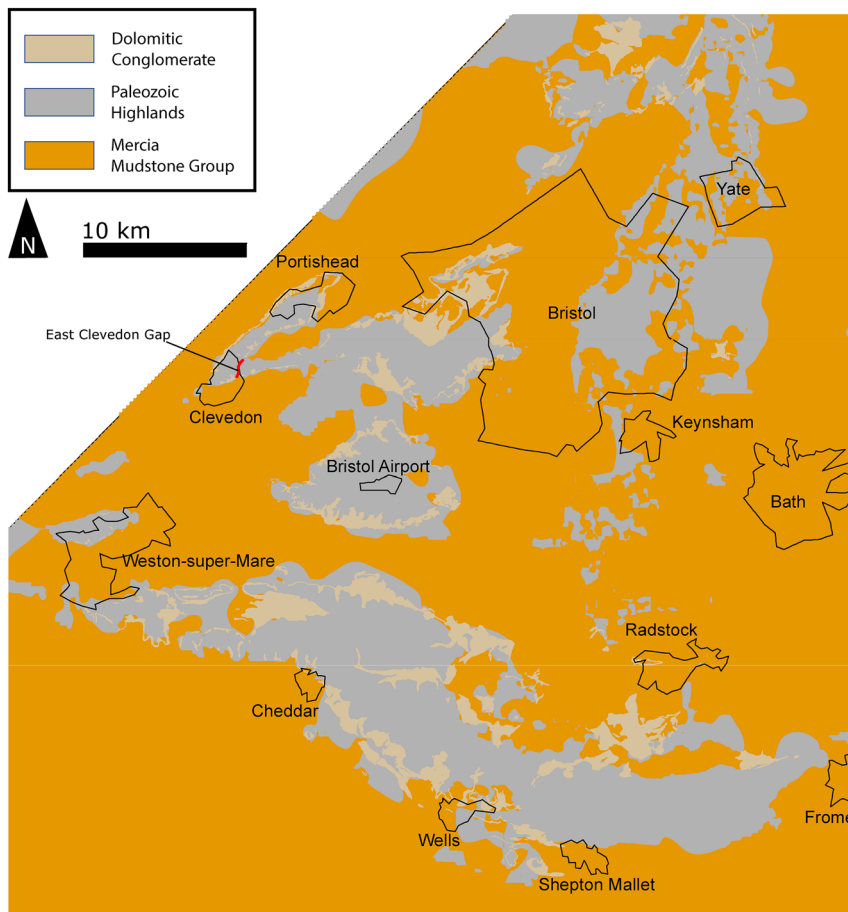 Dolomitic
Conglomerate
Paleozoic
Highlands
Mercia
Mudstone Group
N
10 km
Yate
Portishead
Bristol
East Clevedon Gap
Clevedon
Keynsham
Bristol Airport
Bath
Weston-super-Mare
Radstock
Cheddar
Frome
Wells
Shepton Mallet